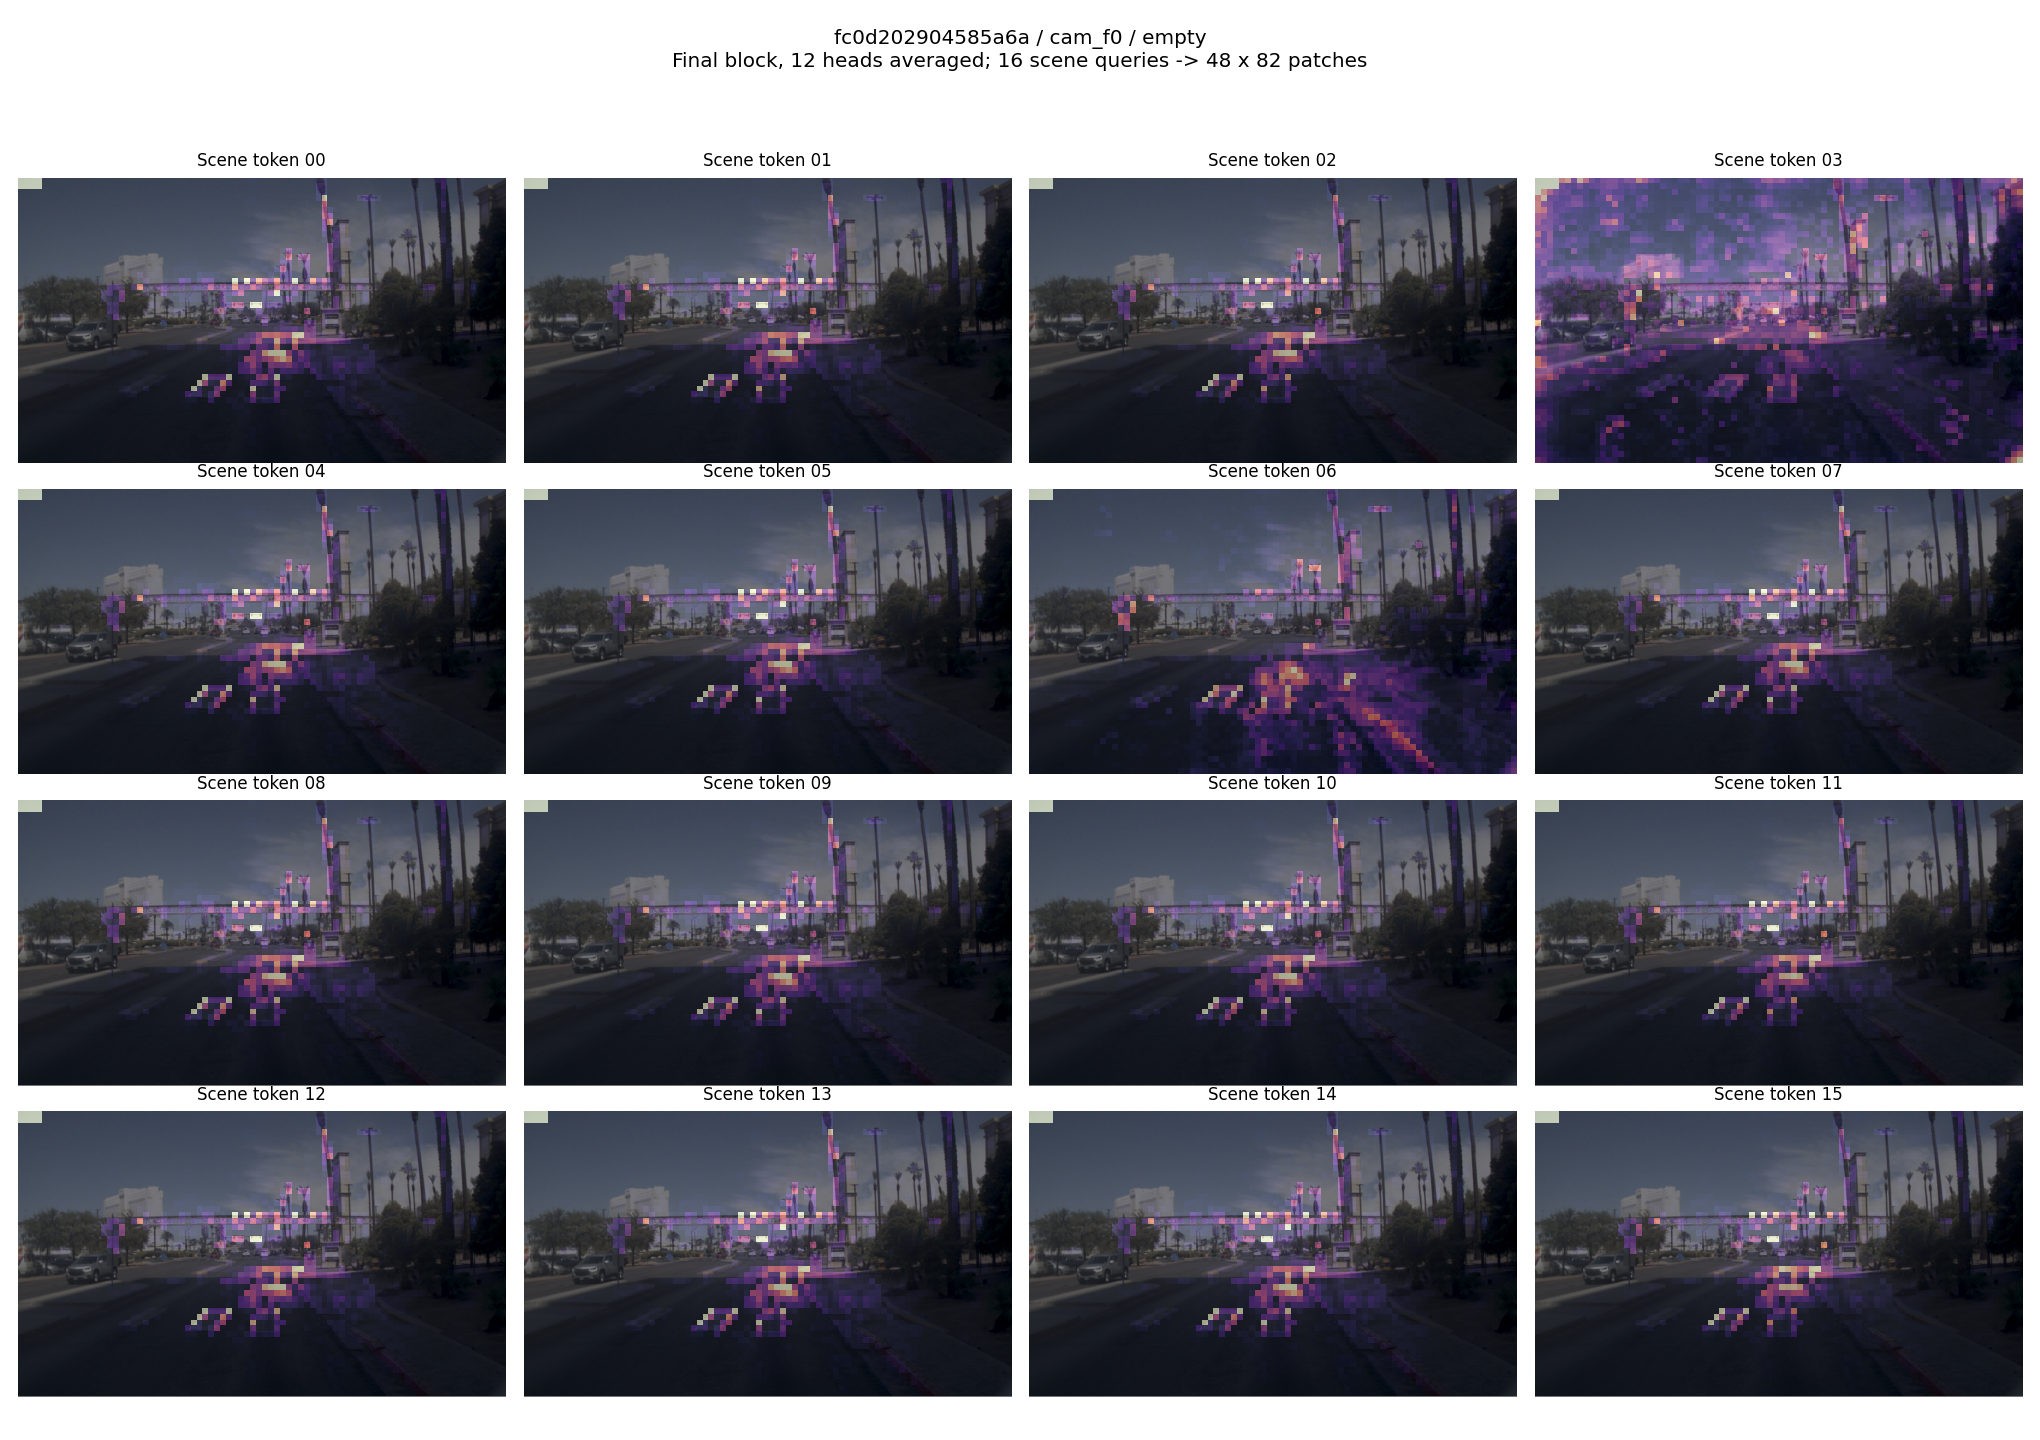 fc0d202904585a6a / cam_f0 / empty
Final block, 12 heads averaged; 16 scene queries -> 48 x 82 patches
Scene token 00
Scene token 01
Scene token 02
Scene token 03
Scene token 04
Scene token 05
Scene token 06
Scene token 07
Scene token 08
Scene token 09
Scene token 10
Scene token 11
Scene token 12
Scene token 13
Scene token 14
Scene token 15